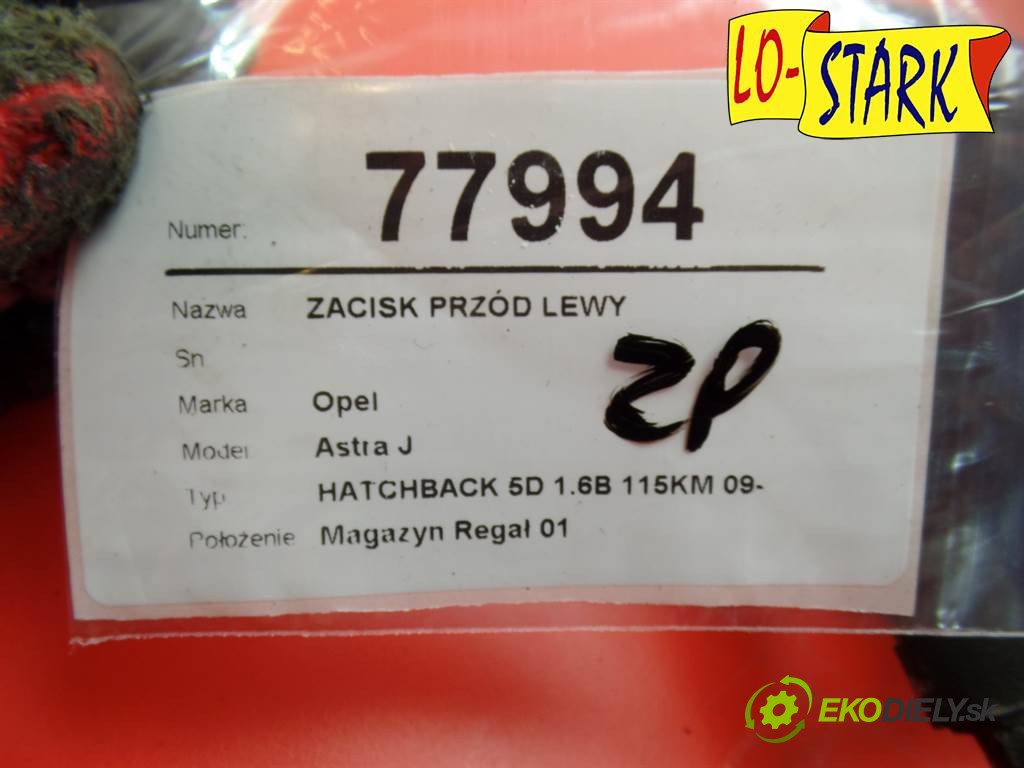 LO-STARK
Numer: 77994
Nazwa ZACISK PRZÓD LEWY
Sn
Marka Opel
Model Astra J
Typ HATCHBACK 5D 1.6B 115KM 09-
Położenie Magazyn Regał 01
ZP
EKODIELY.sk